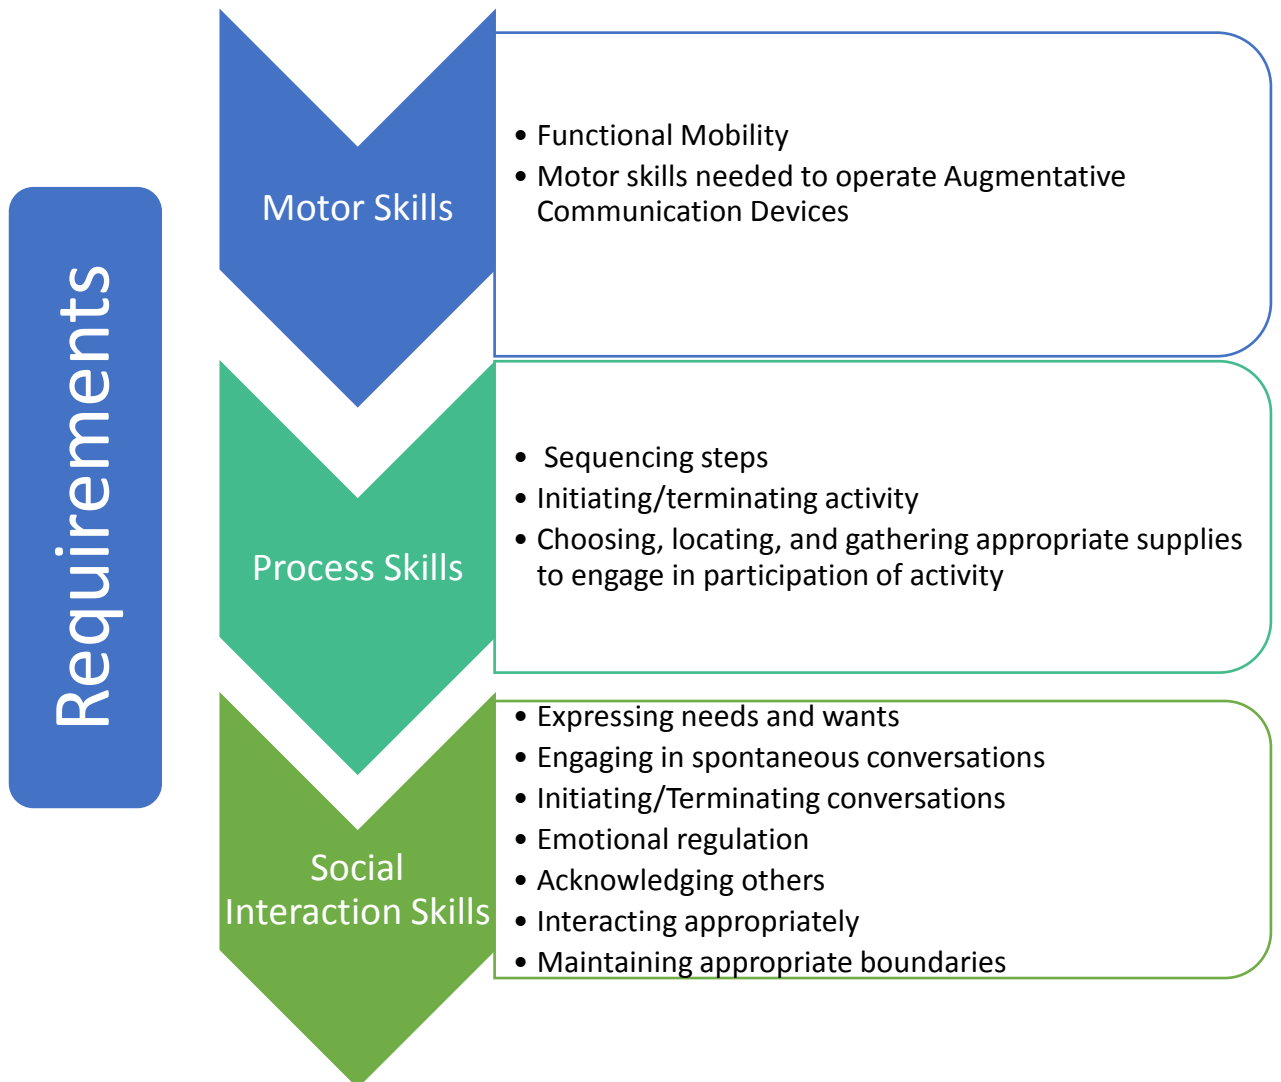 Requirements
Motor Skills
• Functional Mobility
• Motor skills needed to operate Augmentative
Communication Devices
Process Skills
• Sequencing steps
• Initiating/terminating activity
• Choosing, locating, and gathering appropriate supplies
to engage in participation of activity
Social
Interaction Skills
• Expressing needs and wants
• Engaging in spontaneous conversations
• Initiating/Terminating conversations
• Emotional regulation
• Acknowledging others
• Interacting appropriately
• Maintaining appropriate boundaries